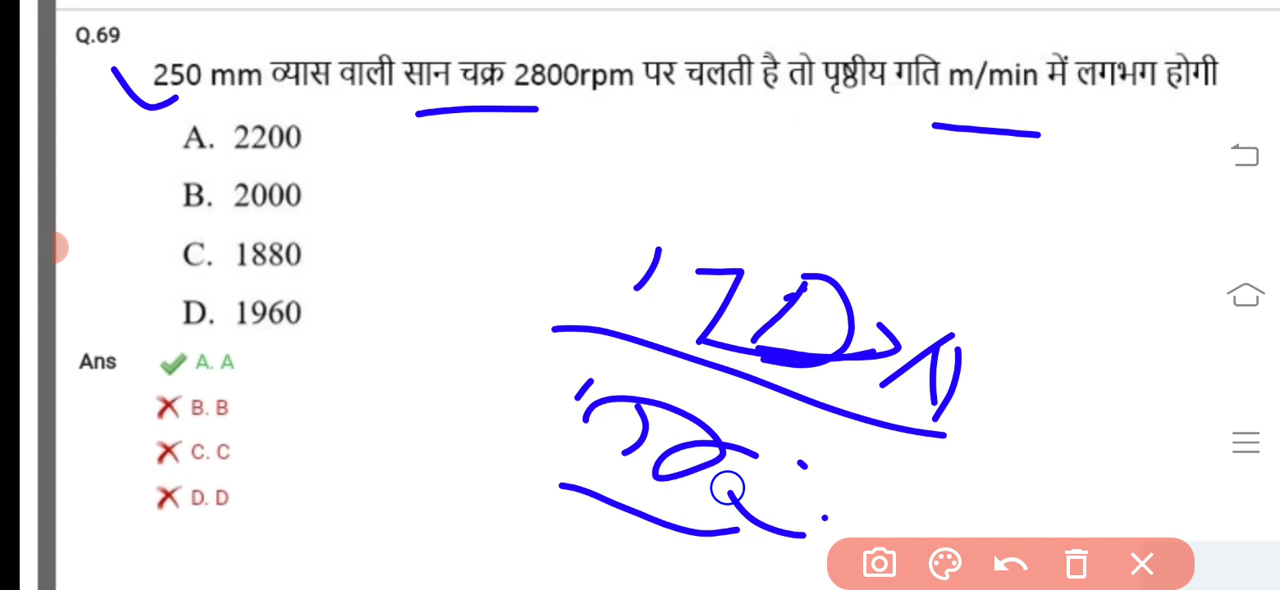 Q.69
250 mm व्यास वाली सान चक्र 2800rpm पर चलती है तो पृष्ठीय गति m/min में लगभग होगी
A. 2200
B. 2000
C. 1880
D. 1960
Ans
A. A
B. B
C. C
D. D